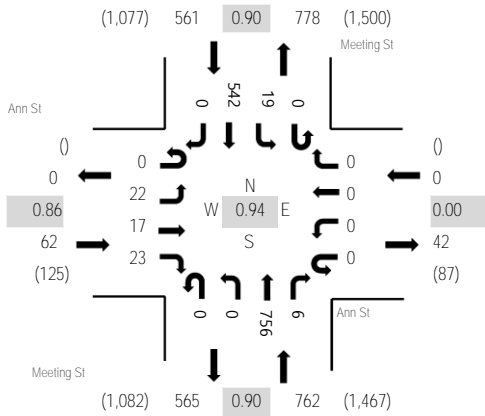 (1,077) 561 0.90 778 (1,500)
Meeting St
Ann St
0 542 19 0
()
0
0.86
62
(125)
0
22
17
23
N
W 0.94 E
S
0
0
0
0
()
0
0.00
42
(87)
0 0 756 6
Ann St
Meeting St
(1,082) 565 0.90 762 (1,467)